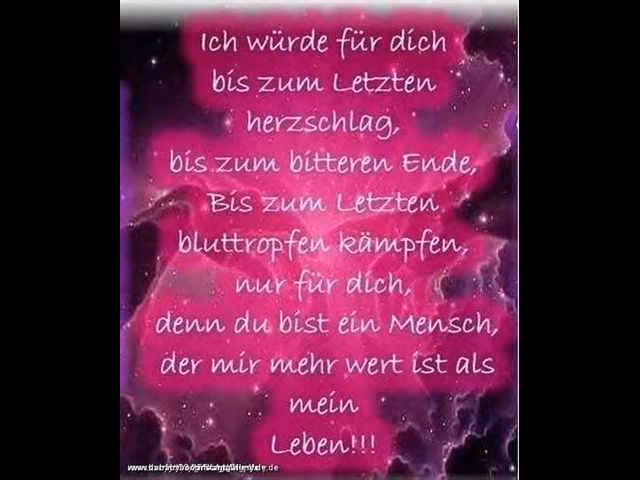 Ich würde für dich
bis zum Letzten
herzschlag,
bis zum bitteren Ende,
Bis zum Letzten
bluttropfen kämpfen,
nur für dich,
denn du bist ein Mensch,
der mir mehr wert ist als
mein
Leben!!!